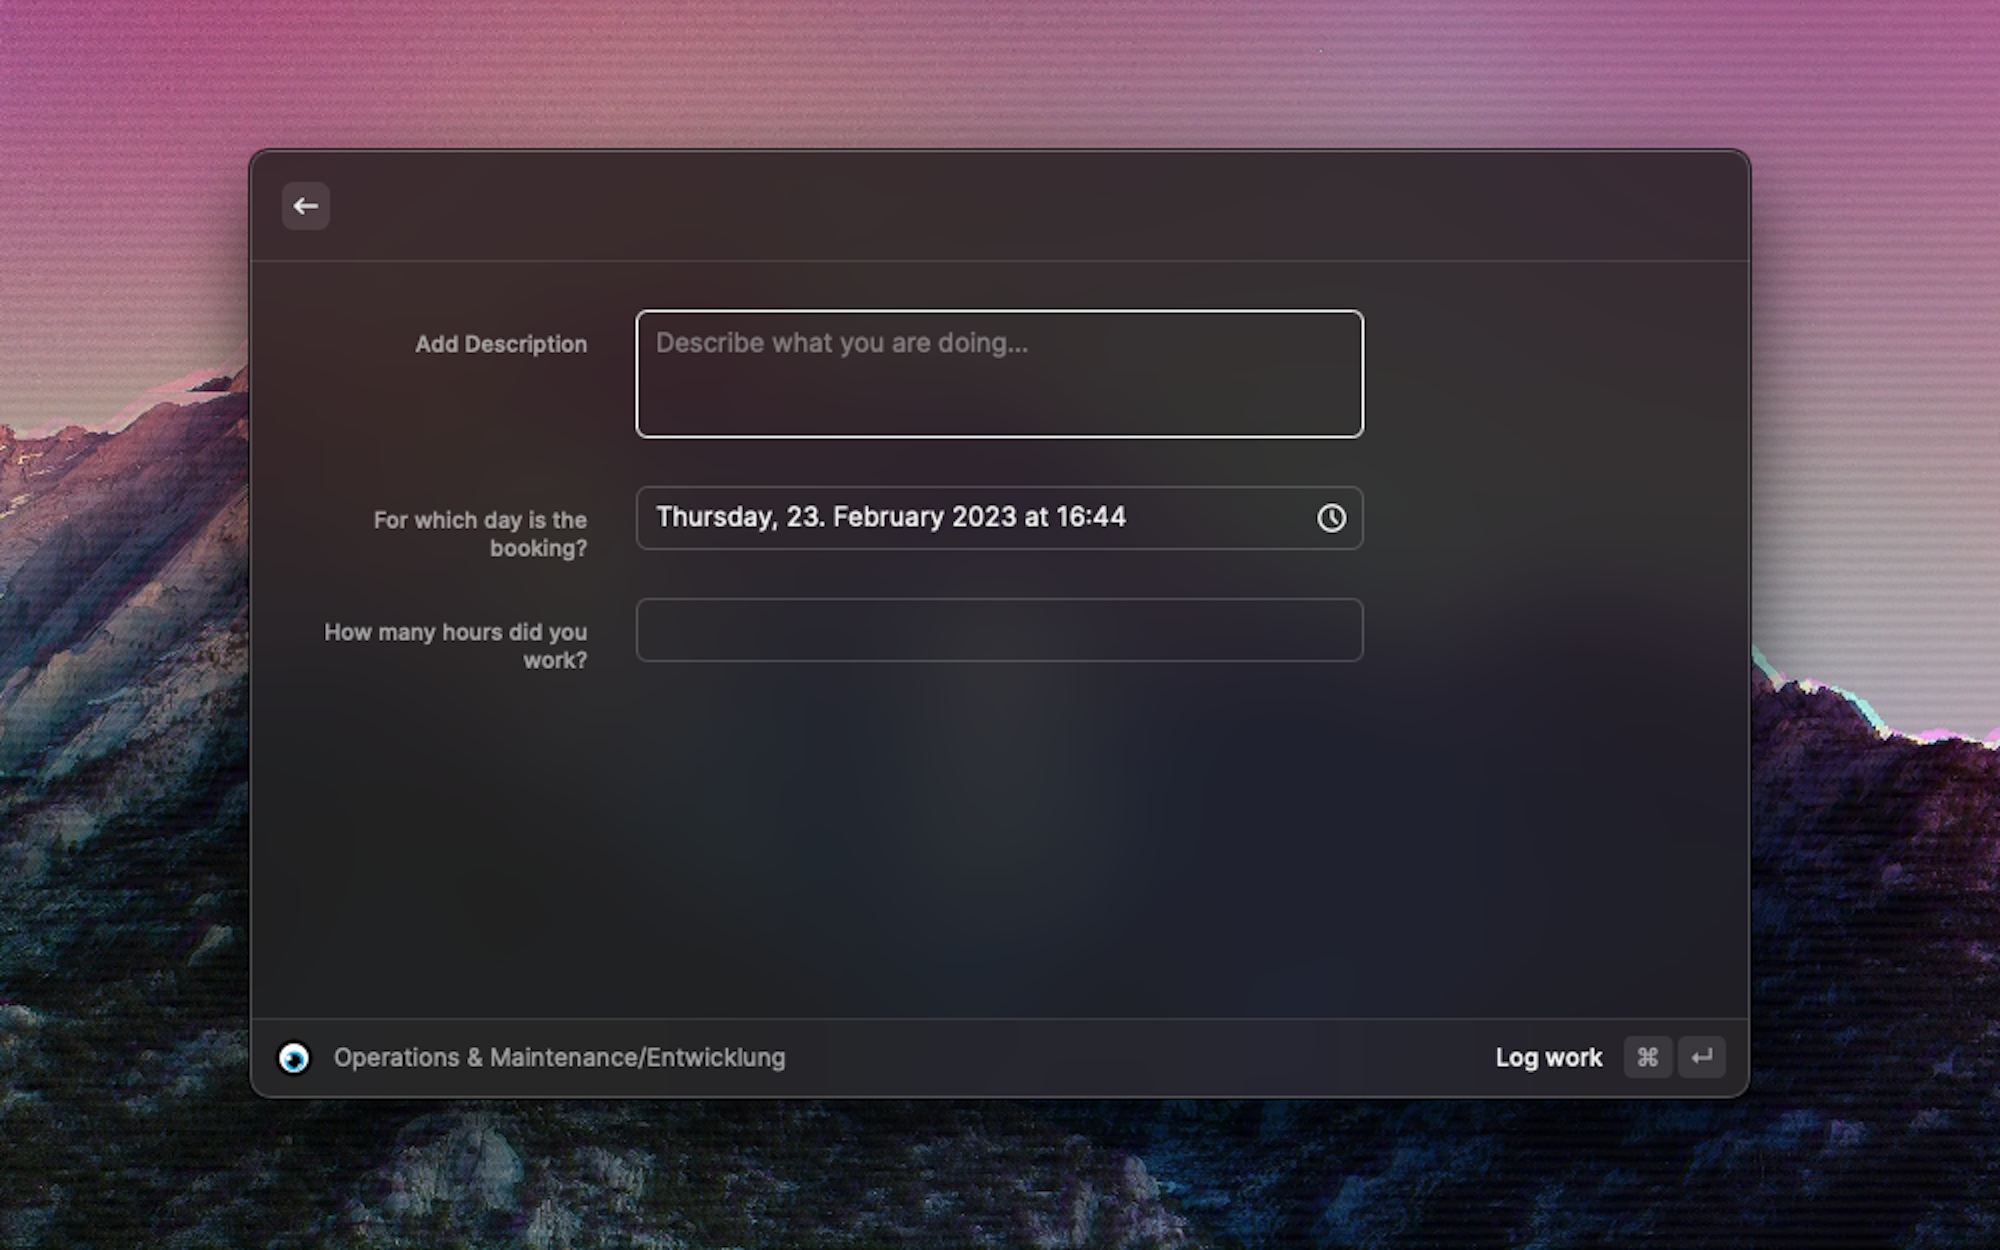 Add Description
Describe what you are doing...
For which day is the
booking?
Thursday, 23. February 2023 at 16:44
How many hours did you
work?
Operations & Maintenance/Entwicklung
Log work ⌘ ↵